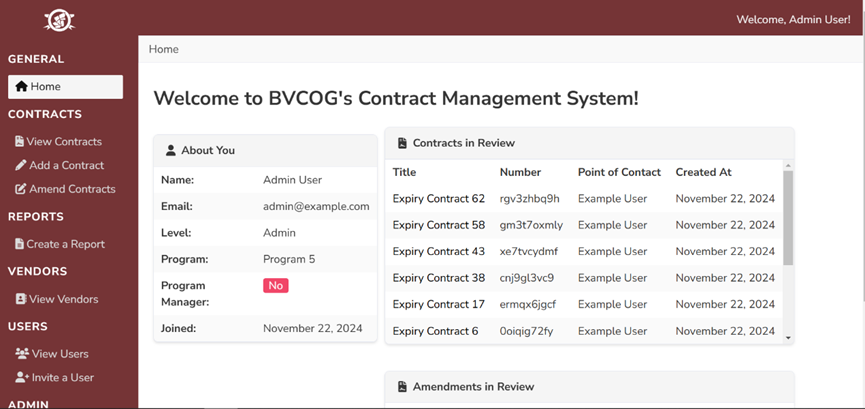 Welcome, Admin User!
GENERAL
Home
CONTRACTS
View Contracts
Add a Contract
Amend Contracts
REPORTS
Create a Report
VENDORS
View Vendors
USERS
View Users
Invite a User
ADMIN
Home
Welcome to BVCOG's Contract Management System!
About You
Name: Admin User
Email: admin@example.com
Level: Admin
Program: Program 5
Program Manager: No
Joined: November 22, 2024
Contracts in Review
Title Number Point of Contact Created At
Expiry Contract 62 rgv3zhbq9h Example User November 22, 2024
Expiry Contract 58 gm3t7oxmly Example User November 22, 2024
Expiry Contract 43 xe7tvcydmf Example User November 22, 2024
Expiry Contract 38 cnj9gl3vc9 Example User November 22, 2024
Expiry Contract 17 ermqx6jgcf Example User November 22, 2024
Expiry Contract 6 0oiqig72fy Example User November 22, 2024
Amendments in Review